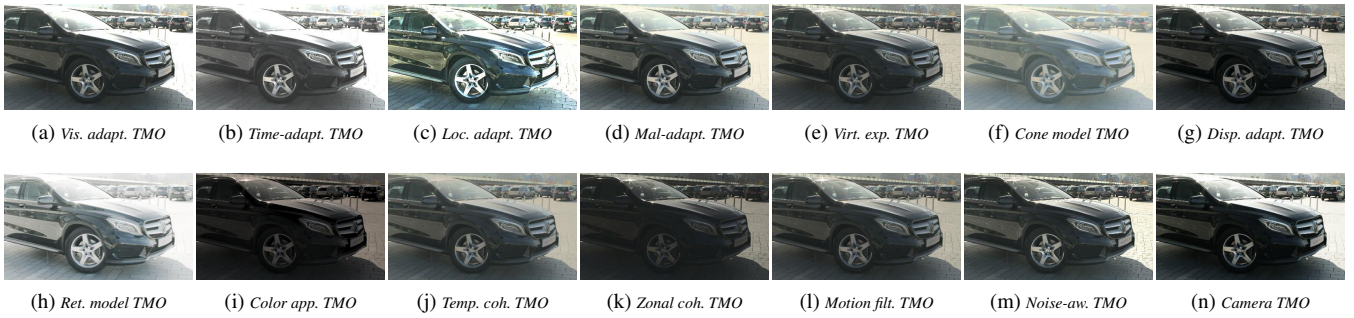 (a) Vis. adapt. TMO (b) Time-adapt. TMO (c) Loc. adapt. TMO (d) Mal-adapt. TMO (e) Virt. exp. TMO (f) Cone model TMO (g) Disp. adapt. TMO
(h) Ret. model TMO (i) Color app. TMO (j) Temp. coh. TMO (k) Zonal coh. TMO (l) Motion filt. TMO (m) Noise-aw. TMO (n) Camera TMO